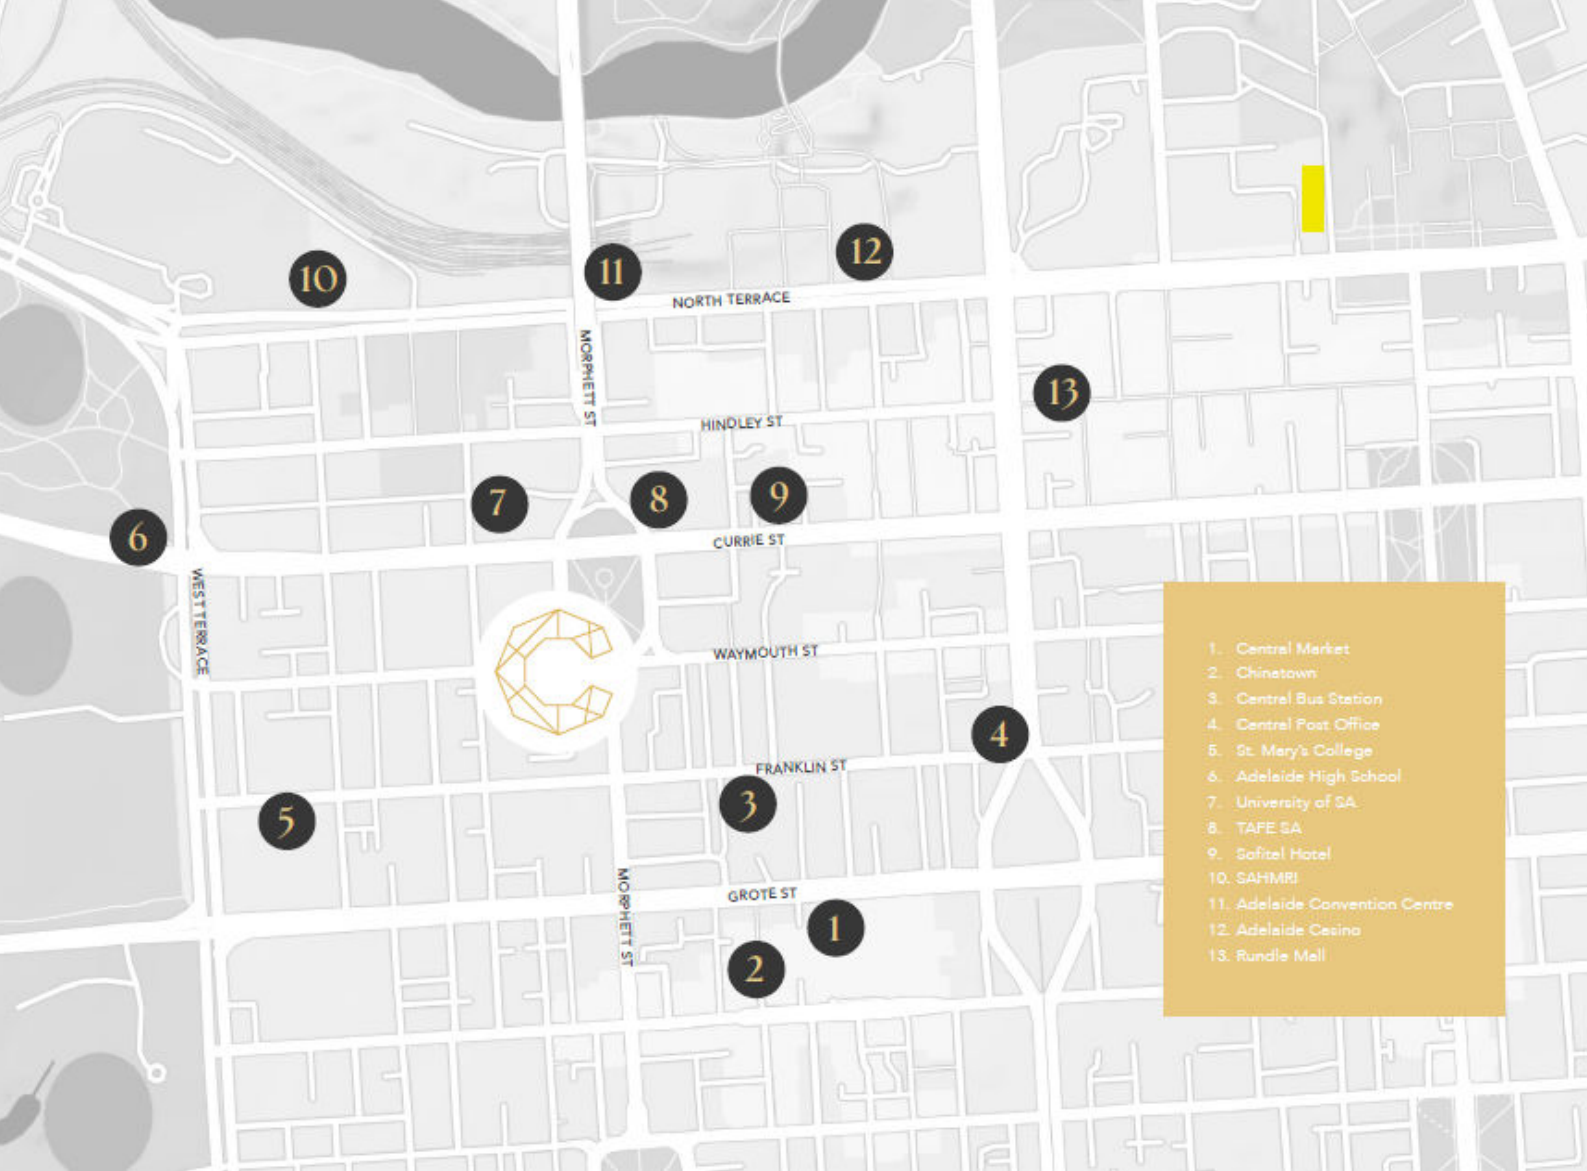 10
11
12
NORTH TERRACE
MORPHETT ST
13
HINDLEY ST
7
8
9
6
CURRIE ST
WEST TERRACE
WAYMOUTH ST
4
FRANKLIN ST
3
5
MORPHETT ST
GROTE ST
1
2
1. Central Market
2. Chinatown
3. Central Bus Station
4. Central Post Office
5. St. Mary's College
6. Adelaide High School
7. University of SA
8. TAFE SA
9. Sofitel Hotel
10. SAHMRI
11. Adelaide Convention Centre
12. Adelaide Casino
13. Rundle Mall